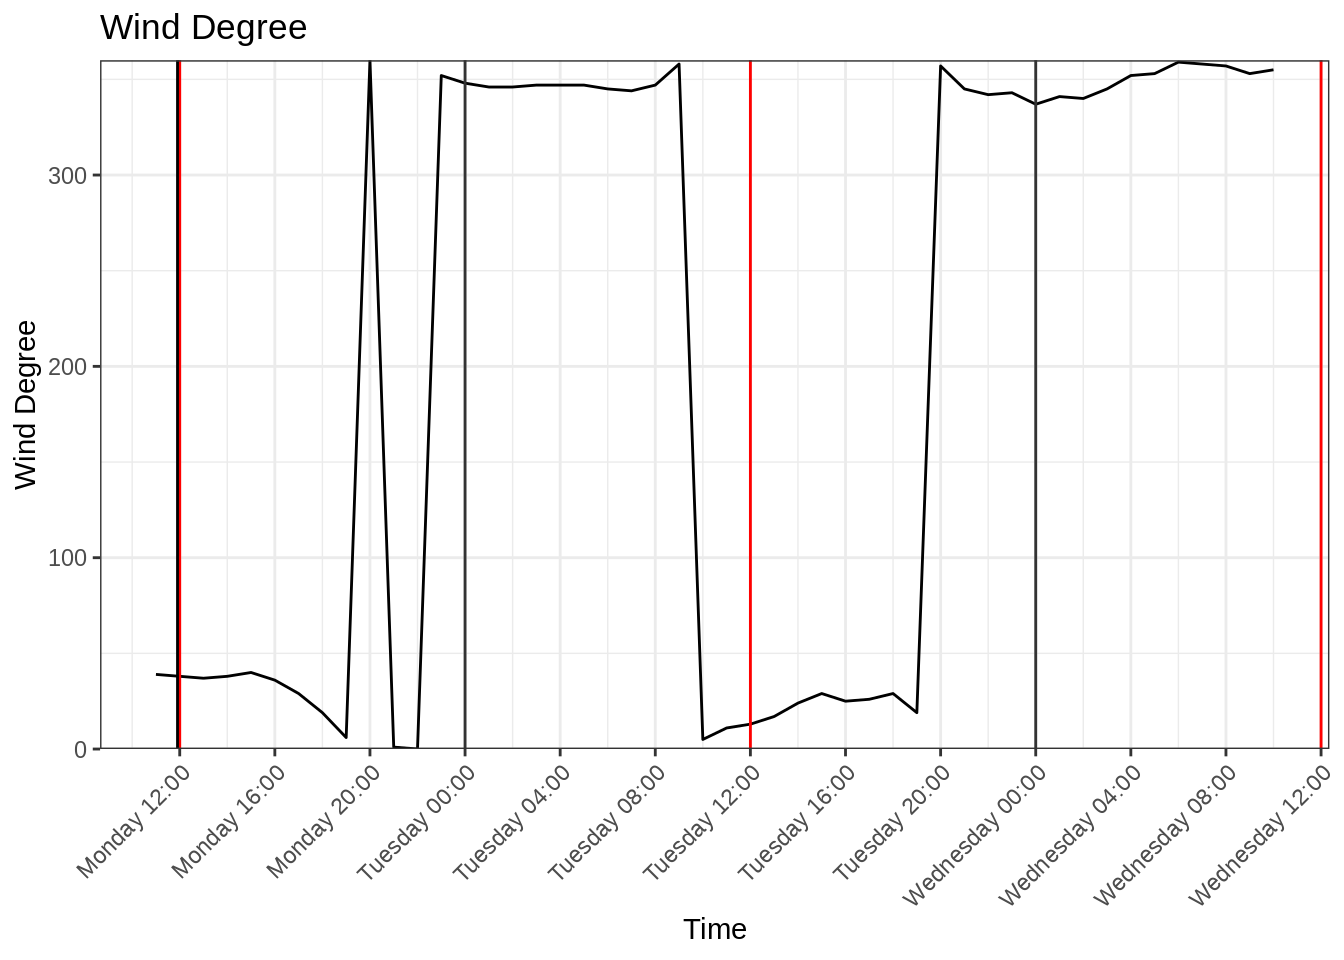 Wind Degree
Wind Degree
300
200
100
0
Monday 12:00
Monday 16:00
Monday 20:00
Tuesday 00:00
Tuesday 04:00
Tuesday 08:00
Tuesday 12:00
Tuesday 16:00
Tuesday 20:00
Wednesday 00:00
Wednesday 04:00
Wednesday 08:00
Wednesday 12:00
Time